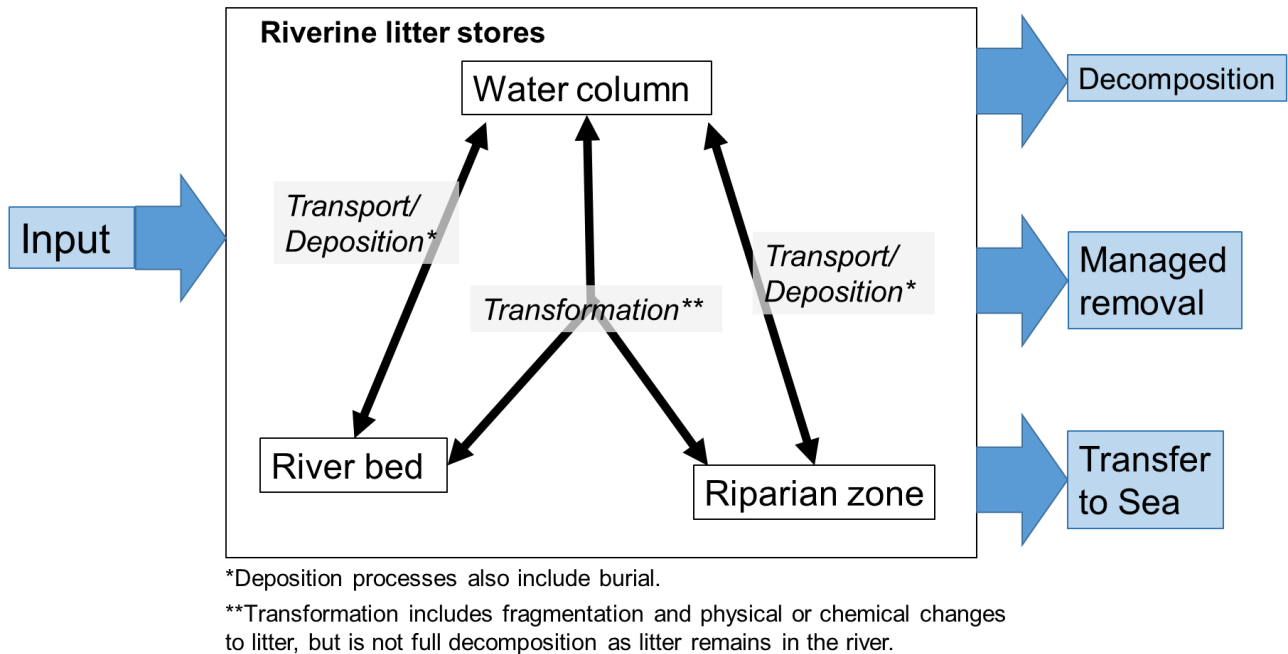 Riverine litter stores
Water column
Decomposition
Input
Transport/
Deposition*
Transformation**
Transport/
Deposition*
Managed
removal
River bed
Riparian zone
Transfer
to Sea
*Deposition processes also include burial.
**Transformation includes fragmentation and physical or chemical changes
to litter, but is not full decomposition as litter remains in the river.